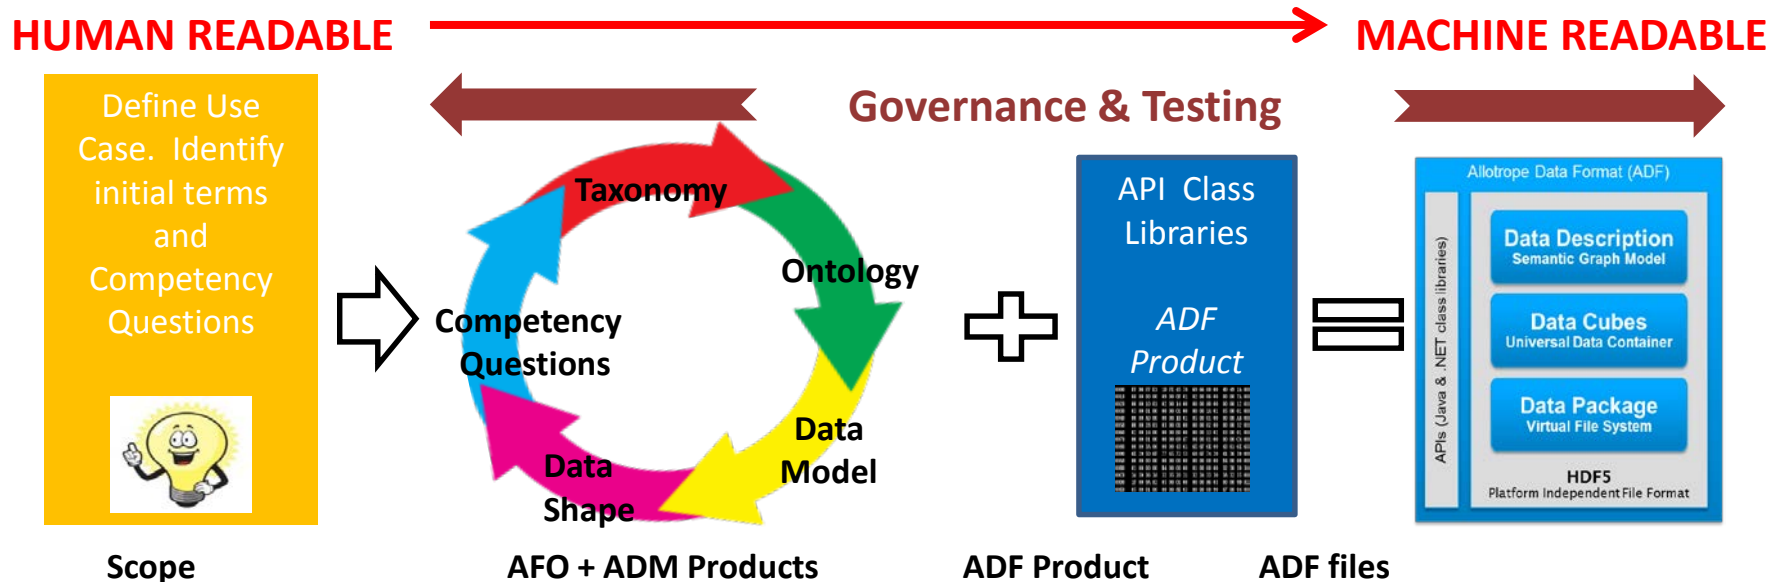 HUMAN READABLE
MACHINE READABLE
Governance & Testing
Define Use
Case.  Identify
initial terms
and
Competency
Questions
Taxonomy
Ontology
Data
Model
Data
Shape
Competency
Questions
API  Class
Libraries
ADF
Product
Allotrope Data Format (ADF)
APIs (Java & .NET class libraries)
Data Description
Semantic Graph Model
Data Cubes
Universal Data Container
Data Package
Virtual File System
HDF5
Platform Independent File Format
Scope
AFO + ADM Products
ADF Product
ADF files